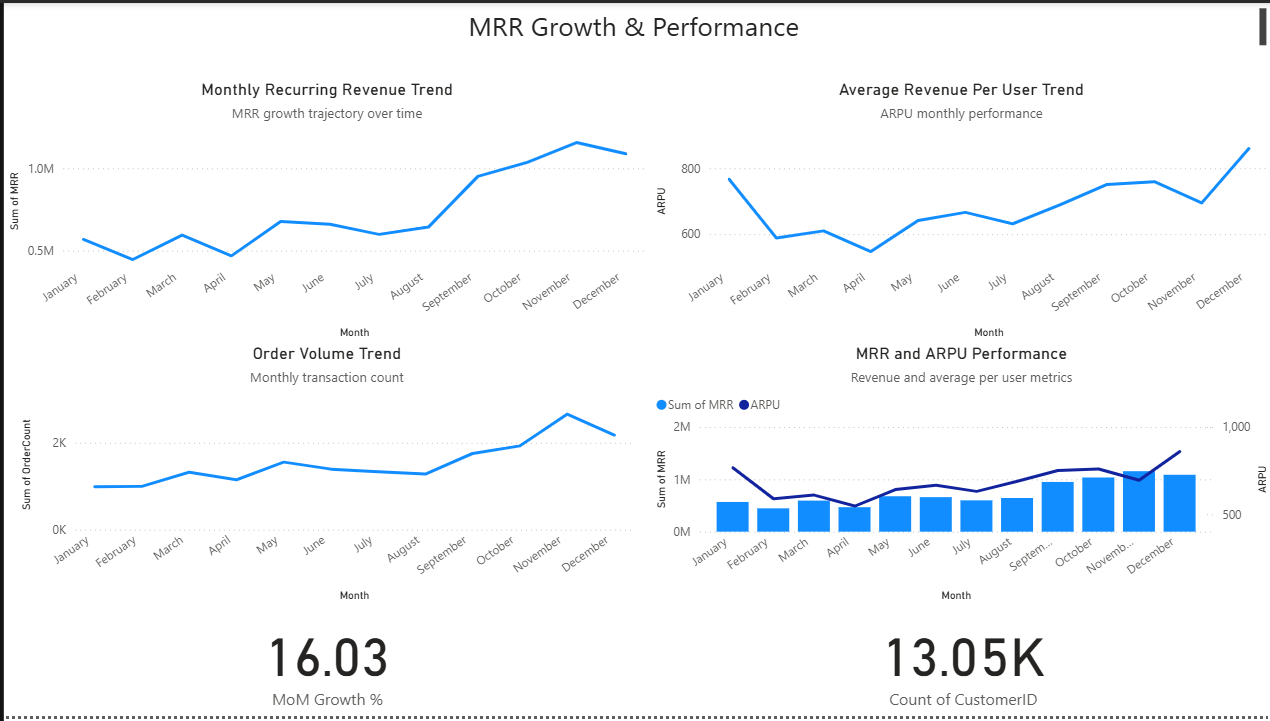 MRR Growth & Performance
Monthly Recurring Revenue Trend
MRR growth trajectory over time
Sum of MRR
1.0M
0.5M
January
February
March
April
May
June
July
August
September
October
November
December
Month
Average Revenue Per User Trend
ARPU monthly performance
ARPU
800
600
January
February
March
April
May
June
July
August
September
October
November
December
Month
Order Volume Trend
Monthly transaction count
Sum of OrderCount
2K
0K
January
February
March
April
May
June
July
August
September
October
November
December
Month
MRR and ARPU Performance
Revenue and average per user metrics
Sum of MRR ARPU
Sum of MRR
2M
1M
0M
1,000
500
ARPU
January
February
March
April
May
June
July
August
Septem...
October
Novemb...
December
Month
16.03
MoM Growth %
13.05K
Count of CustomerID